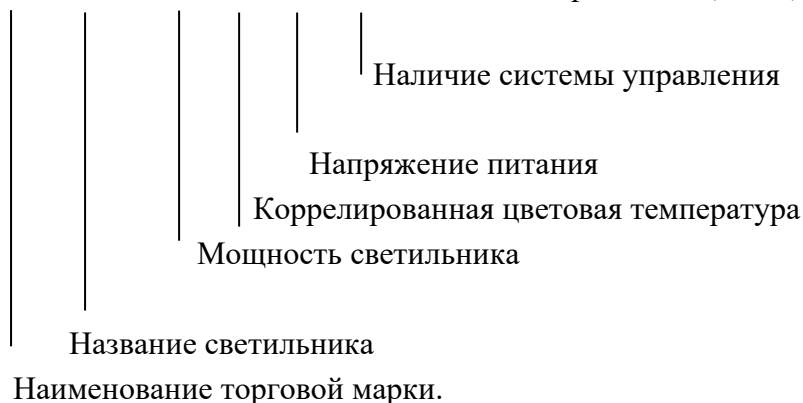 Наличие системы управления
Напряжение питания
Коррелированная цветовая температура
Мощность светильника
Название светильника
Наименование торговой марки.